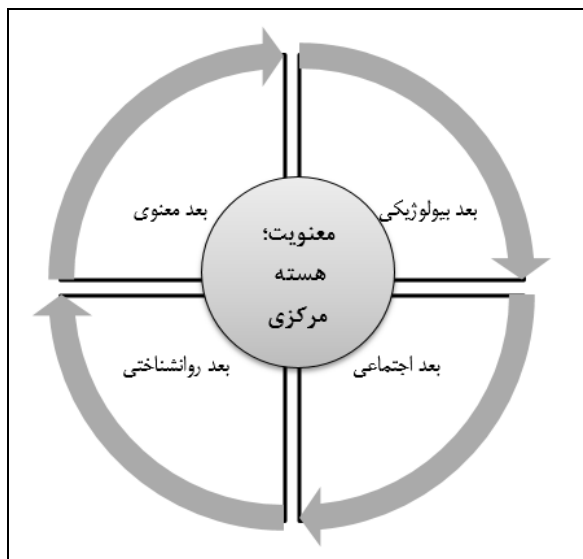 بعد بیولوژیکی
بعد معنوی
معنویت؛
هسته
مرکزی
بعد اجتماعی
بعد روانشناختی